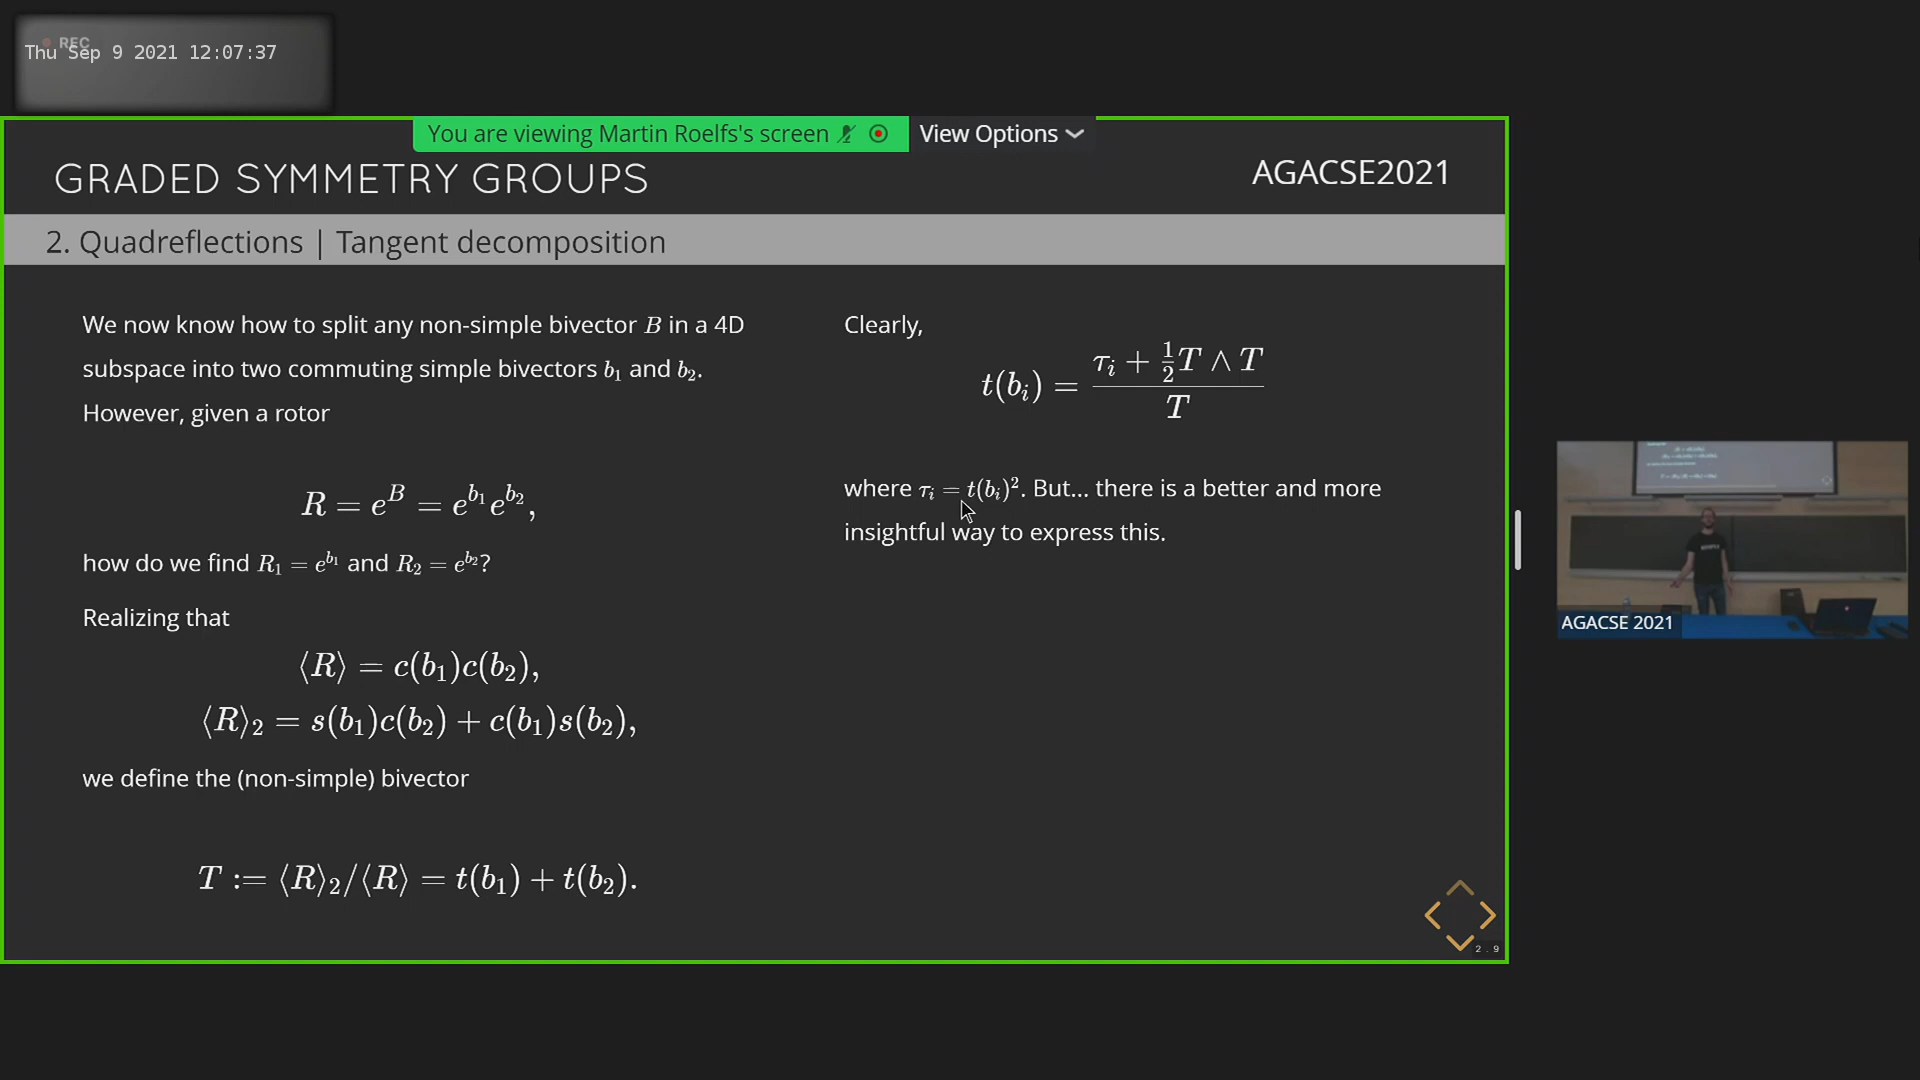 REC
Thu Sep 9 2021 12:07:37
You are viewing Martin Roelfs's screen
View Options
GRADED SYMMETRY GROUPS
AGACSE2021
2. Quadreflections | Tangent decomposition
We now know how to split any non-simple bivector B in a 4D
subspace into two commuting simple bivectors b₁ and b₂.
However, given a rotor
R = e^B = e^{b₁}e^{b₂},
how do we find R₁ = e^{b₁} and R₂ = e^{b₂}?
Realizing that
⟨R⟩ = c(b₁)c(b₂),
⟨R⟩₂ = s(b₁)c(b₂) + c(b₁)s(b₂),
we define the (non-simple) bivector
T := ⟨R⟩₂/⟨R⟩ = t(b₁) + t(b₂).
Clearly,
t(bᵢ) = (τᵢ + ½T ∧ T) / T
where τᵢ = t(bᵢ)². But... there is a better and more
insightful way to express this.
2.9
AGACSE 2021